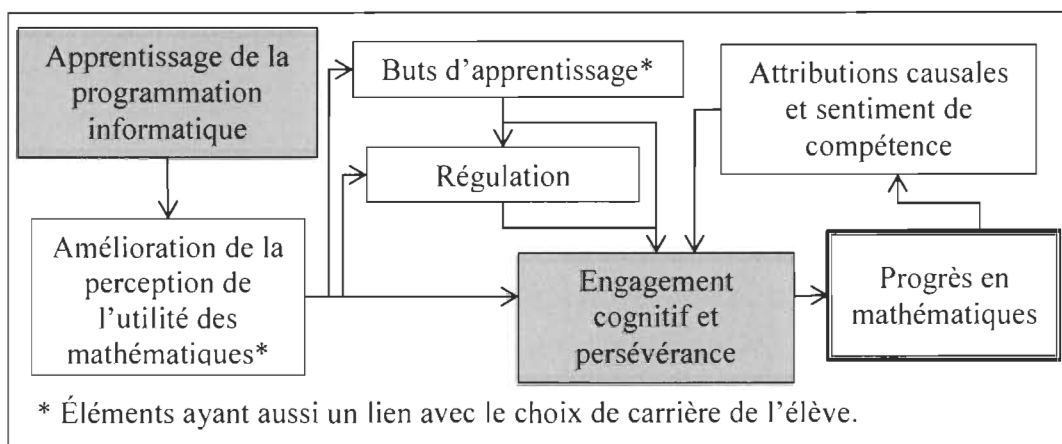 Apprentissage de la
programmation
informatique
Buts d'apprentissage*
Attributions causales
et sentiment de
compétence
Régulation
Amélioration de la
perception de
l'utilité des
mathématiques*
Engagement
cognitif et
persévérance
Progrès en
mathématiques
* Éléments ayant aussi un lien avec le choix de carrière de l'élève.